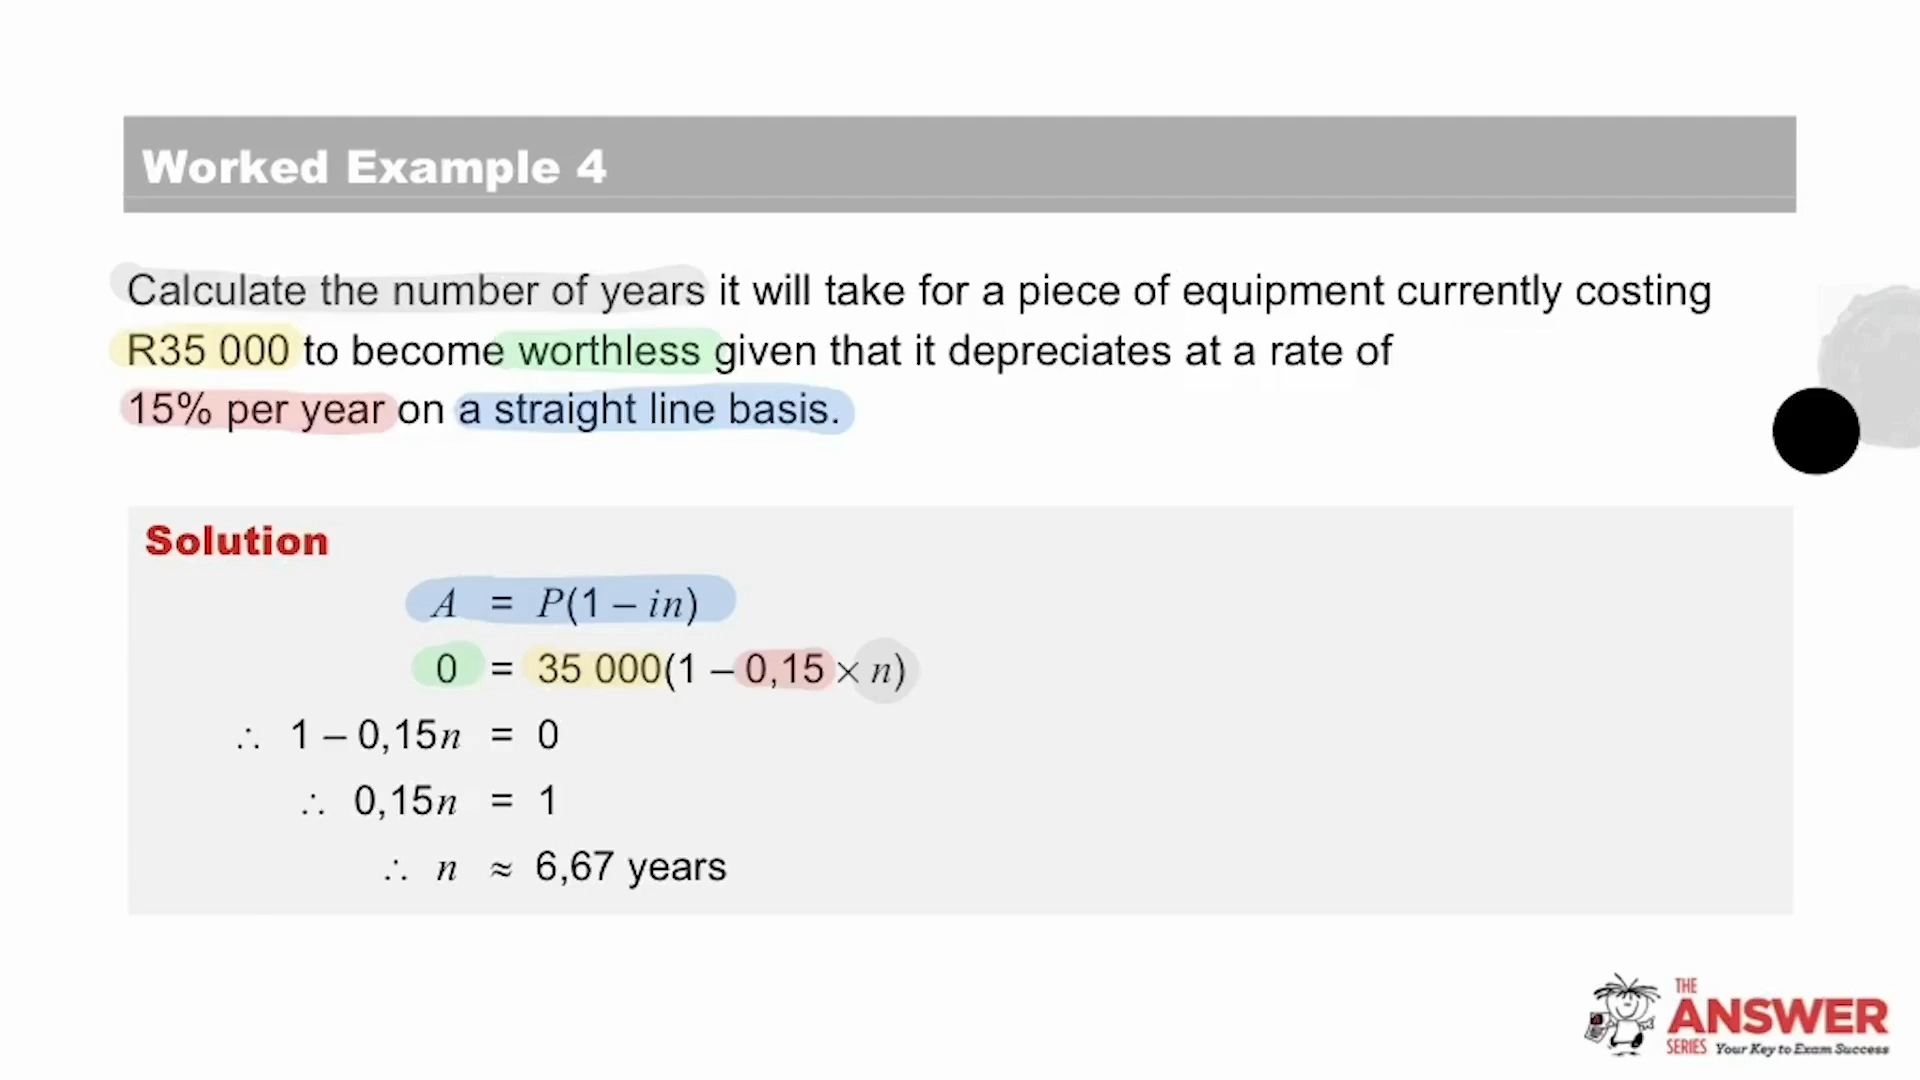 Worked Example 4
Calculate the number of years it will take for a piece of equipment currently costing
R35 000 to become worthless given that it depreciates at a rate of
15% per year on a straight line basis.
Solution
A = P(1 – in)
0 = 35 000(1 – 0,15 × n)
∴ 1 – 0,15n = 0
∴ 0,15n = 1
∴ n ≈ 6,67 years
THE
ANSWER
SERIES Your Key to Exam Success